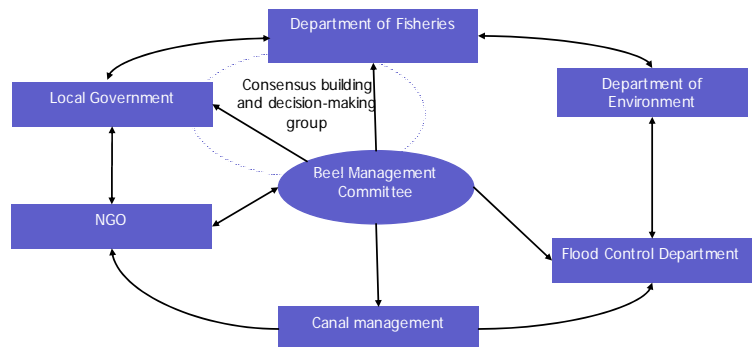 Department of Fisheries
Consensus building
and decision-making
group
Local Government
Department of
Environment
Beel Management
Committee
NGO
Flood Control Department
Canal management